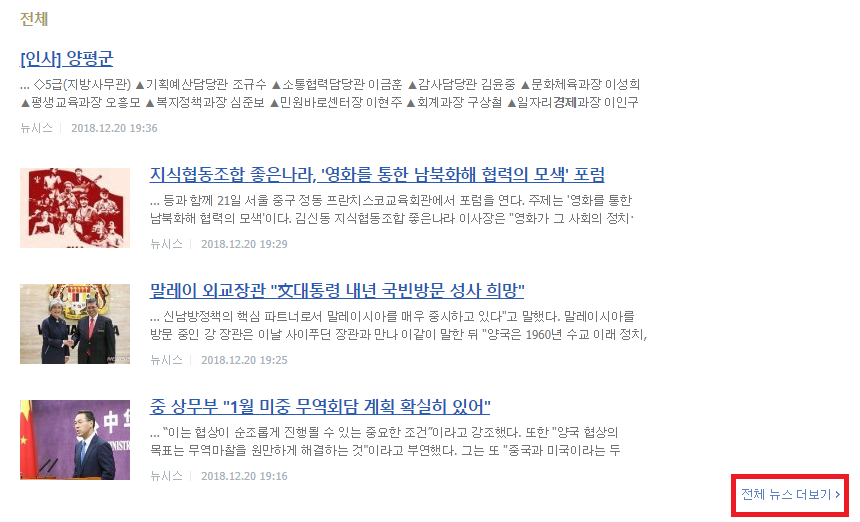 전체
[인사] 양평군
... ◇5급(지방사무관) ▲기획예산담당관 조규수 ▲소통협력담당관 이금훈 ▲감사담당관 김윤중 ▲문화체육과장 이성희
▲평생교육과장 오흥모 ▲복지정책과장 심준보 ▲민원바로센터장 이현주 ▲회계과장 구상철 ▲일자리경제과장 이인구
뉴시스 2018.12.20 19:36
지식협동조합 좋은나라, '영화를 통한 남북화해 협력의 모색' 포럼
... 등과 함께 21일 서울 중구 정동 프란치스코교육회관에서 포럼을 연다. 주제는 '영화를 통한
남북화해 협력의 모색'이다. 김신동 지식협동조합 좋은나라 이사장은 "영화가 그 사회의 정치·
뉴시스 2018.12.20 19:29
말레이 외교장관 "文대통령 내년 국빈방문 성사 희망"
... 신남방정책의 핵심 파트너로서 말레이시아를 매우 중시하고 있다"고 말했다. 말레이시아를
방문 중인 강 장관은 이날 사이푸딘 장관과 만나 이같이 말한 뒤 "양국은 1960년 수교 이래 정치,
뉴시스 2018.12.20 19:25
중 상무부 "1월 미중 무역회담 계획 확실히 있어"
... "이는 협상이 순조롭게 진행될 수 있는 중요한 조건"이라고 강조했다. 또한 "양국 협상의
목표는 무역마찰을 원만하게 해결하는 것"이라고 부연했다. 그는 또 "중국과 미국이라는 두
뉴시스 2018.12.20 19:16
전체 뉴스 더보기 >